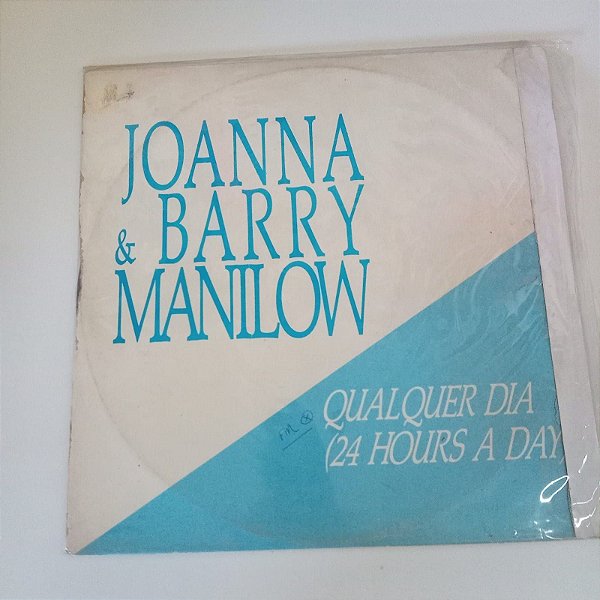 JOANNA
& BARRY
MANILOW
QUALQUER DIA
(24 HOURS A DAY